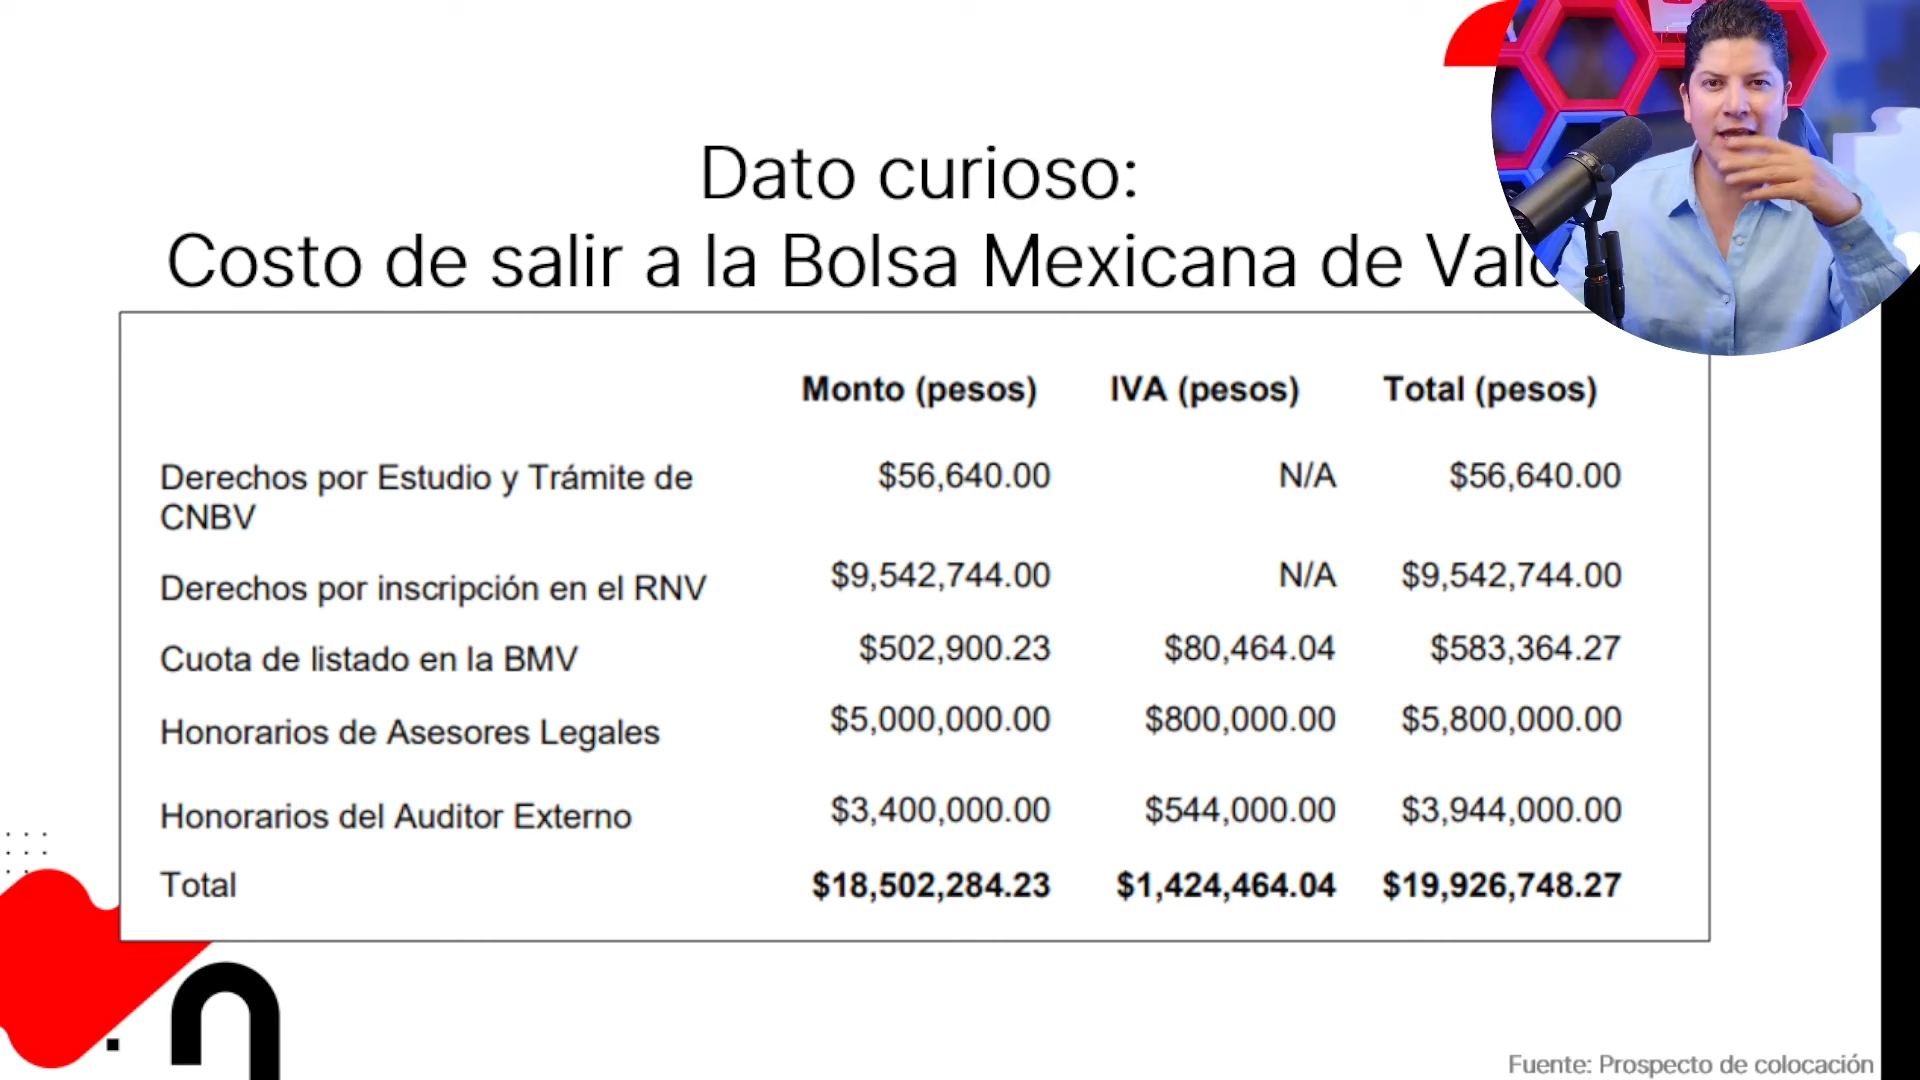 Dato curioso:
Costo de salir a la Bolsa Mexicana de
Monto (pesos) IVA (pesos) Total (pesos)
Derechos por Estudio y Trámite de $56,640.00 N/A $56,640.00
CNBV
Derechos por inscripción en el RNV $9,542,744.00 N/A $9,542,744.00
Cuota de listado en la BMV $502,900.23 $80,464.04 $583,364.27
Honorarios de Asesores Legales $5,000,000.00 $800,000.00 $5,800,000.00
Honorarios del Auditor Externo $3,400,000.00 $544,000.00 $3,944,000.00
Total $18,502,284.23 $1,424,464.04 $19,926,748.27
Fuente: Prospecto de colocación